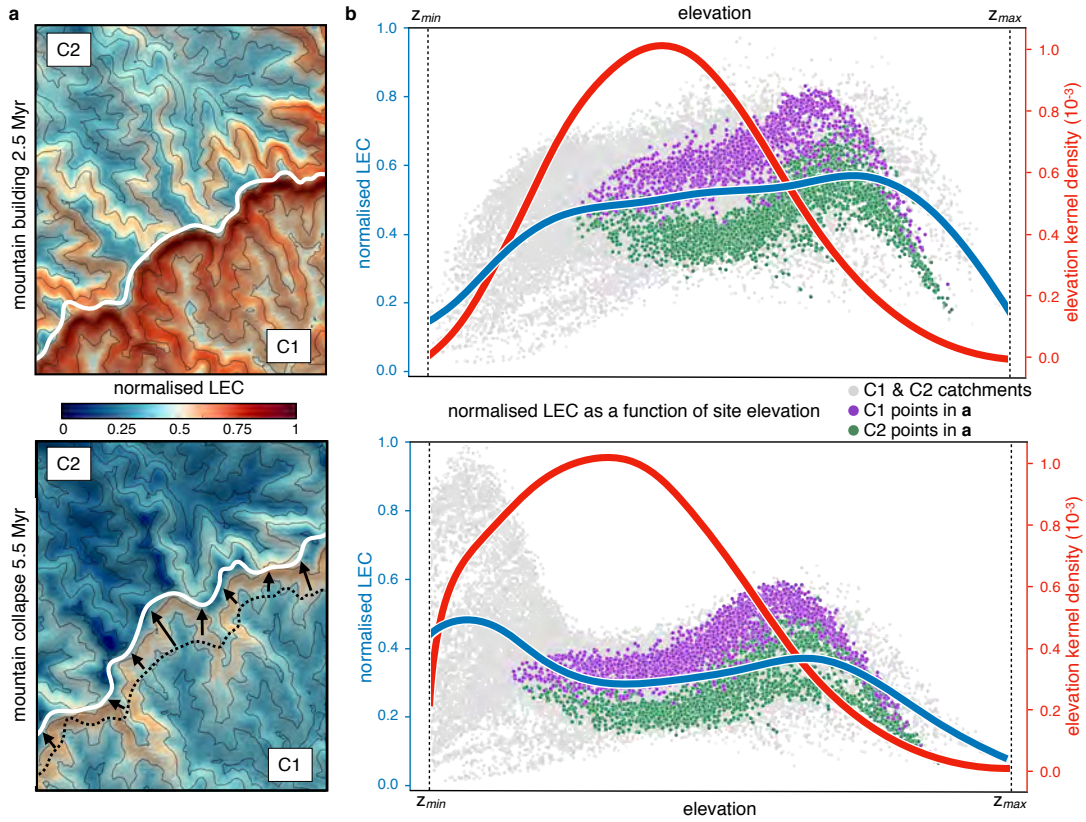 a
b
mountain building 2.5 Myr
C2
C1
normalised LEC
0 0.25 0.5 0.75 1
mountain collapse 5.5 Myr
C2
C1
zmin elevation zmax
normalised LEC
1.0
0.8
0.6
0.4
0.2
0.0
elevation kernel density (10-3)
1.0
0.8
0.6
0.4
0.2
0.0
C1 & C2 catchments
normalised LEC as a function of site elevation
C1 points in a
C2 points in a
normalised LEC
1.0
0.8
0.6
0.4
0.2
0.0
elevation kernel density (10-3)
1.0
0.8
0.6
0.4
0.2
0.0
zmin elevation zmax